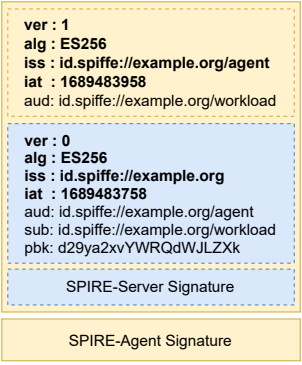 ver : 1
alg : ES256
iss : id.spiffe://example.org/agent
iat : 1689483958
aud: id.spiffe://example.org/workload
ver : 0
alg : ES256
iss : id.spiffe://example.org
iat : 1689483758
aud: id.spiffe://example.org/agent
sub: id.spiffe://example.org/workload
pbk: d29ya2xvYWRQdWJLZXk
SPIRE-Server Signature
SPIRE-Agent Signature